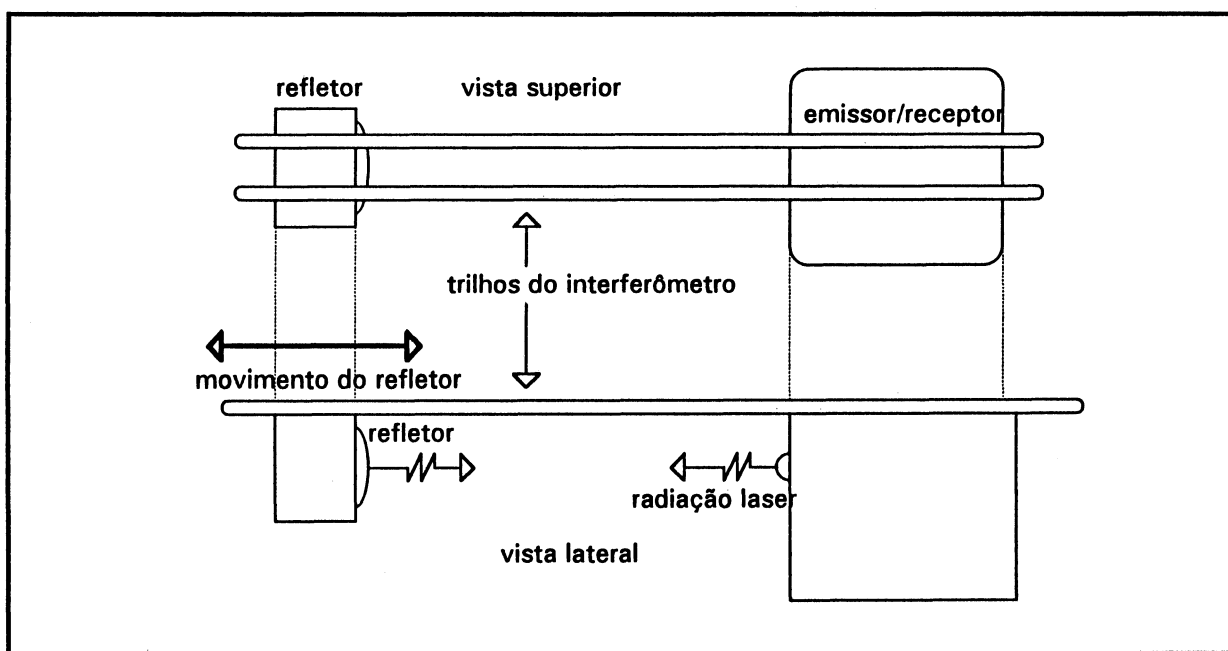 refletor
vista superior
emissor/receptor
trilhos do interferômetro
movimento do refletor
refletor
radiação laser
vista lateral